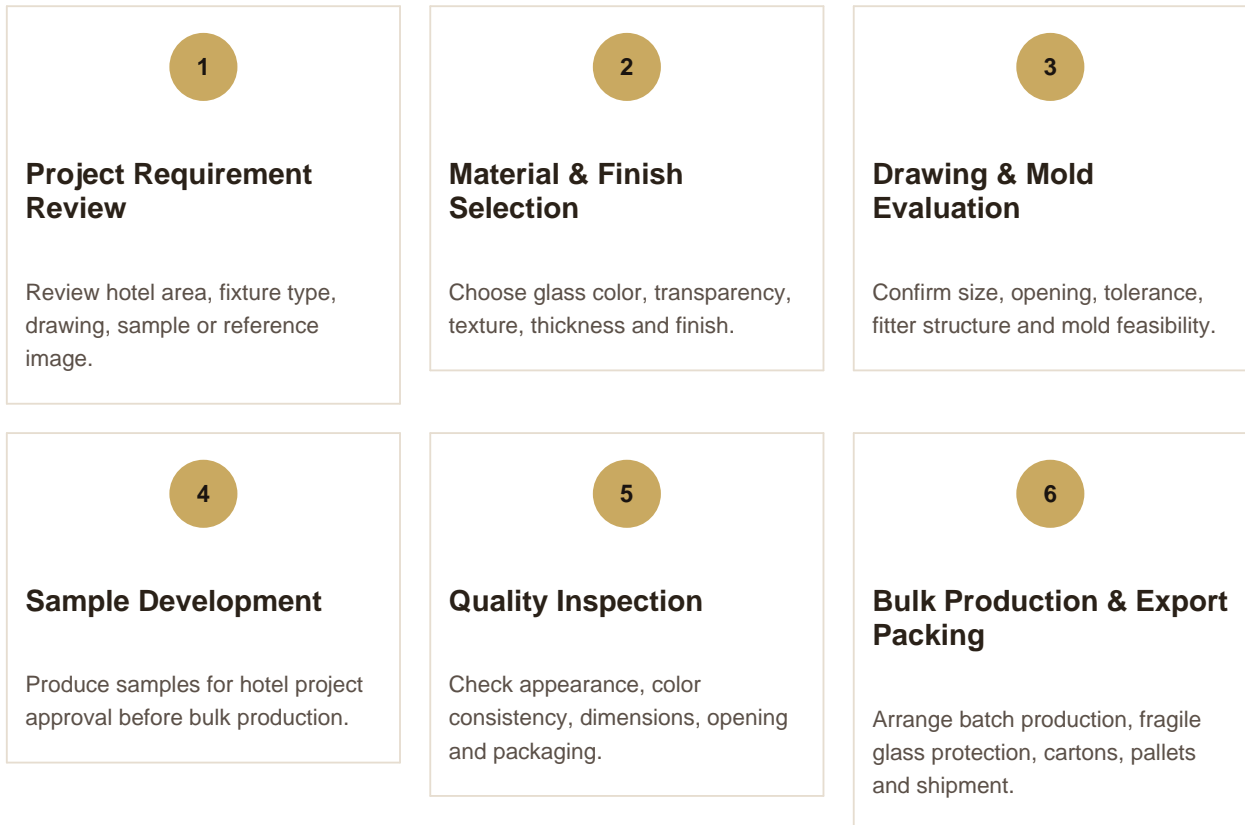 1
Project Requirement
Review
Review hotel area, fixture type,
drawing, sample or reference
image.
2
Material & Finish
Selection
Choose glass color, transparency,
texture, thickness and finish.
3
Drawing & Mold
Evaluation
Confirm size, opening, tolerance,
fitter structure and mold feasibility.
4
Sample Development
Produce samples for hotel project
approval before bulk production.
5
Quality Inspection
Check appearance, color
consistency, dimensions, opening
and packaging.
6
Bulk Production & Export
Packing
Arrange batch production, fragile
glass protection, cartons, pallets
and shipment.